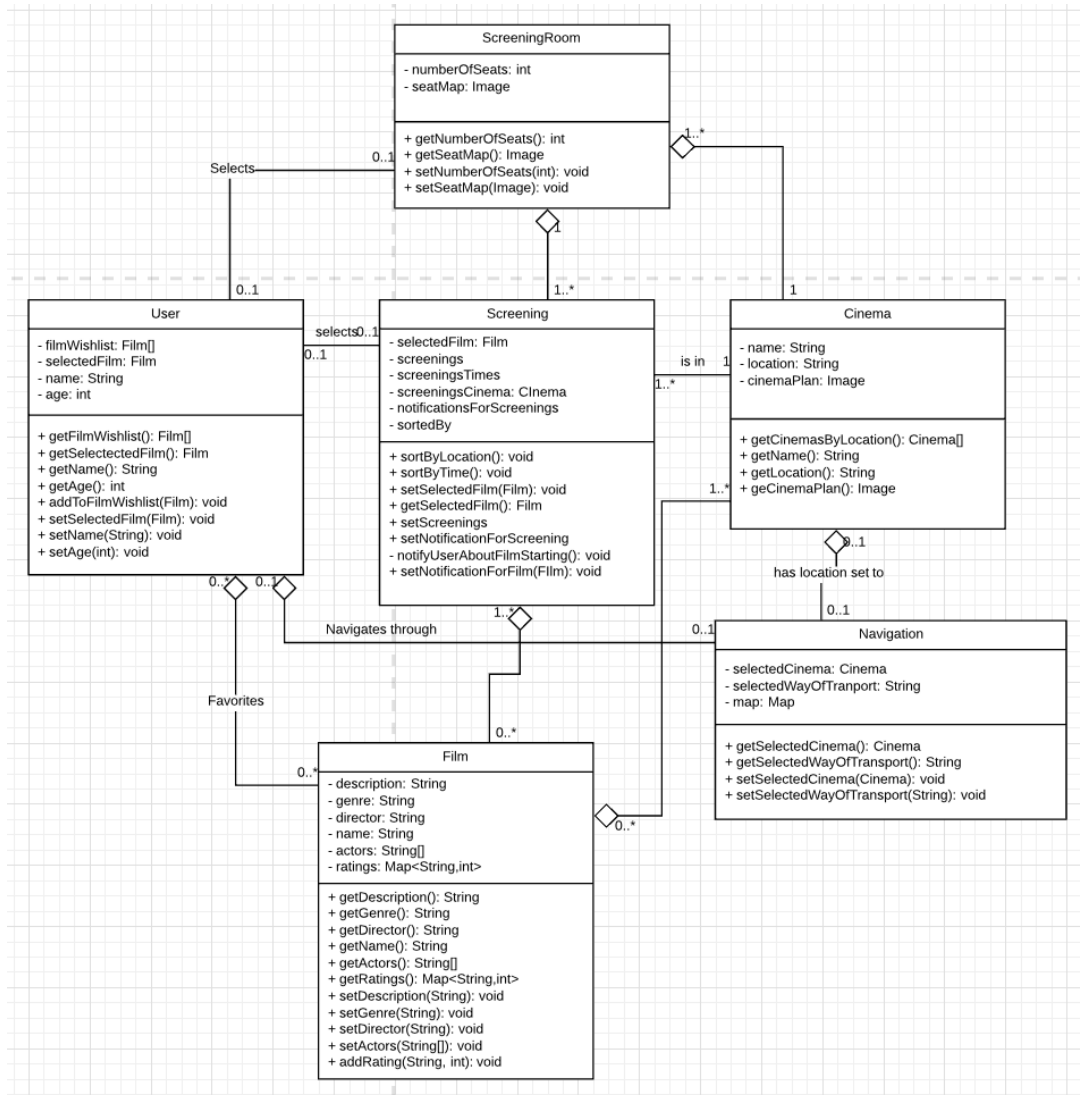 ScreeningRoom
- numberOfSeats: int
- seatMap: Image
+ getNumberOfSeats(): int
+ getSeatMap(): Image
+ setNumberOfSeats(int): void
+ setSeatMap(Image): void
1..*
0..1
Selects
1
0..1
1..*
1
User
- filmWishlist: Film[]
- selectedFilm: Film
- name: String
- age: int
+ getFilmWishlist(): Film[]
+ getSelectectedFilm(): Film
+ getName(): String
+ getAge(): int
+ addToFilmWishlist(Film): void
+ setSelectedFilm(Film): void
+ setName(String): void
+ setAge(int): void
selects
0..1
0..1
Screening
- selectedFilm: Film
- screenings
- screeningsTimes
- screeningsCinema: CInema
- notificationsForScreenings
- sortedBy
+ sortByLocation(): void
+ sortByTime(): void
+ setSelectedFilm(Film): void
+ getSelectedFilm(): Film
+ setScreenings
+ setNotificationForScreening
- notifyUserAboutFilmStarting(): void
+ setNotificationForFilm(FIlm): void
is in
1
1..*
Cinema
- name: String
- location: String
- cinemaPlan: Image
+ getCinemasByLocation(): Cinema[]
+ getName(): String
+ getLocation(): String
+ geCinemaPlan(): Image
1..*
0..1
has location set to
0..1
0..*
0..1
1..*
Navigates through
0..1
Navigation
- selectedCinema: Cinema
- selectedWayOfTranport: String
- map: Map
+ getSelectedCinema(): Cinema
+ getSelectedWayOfTransport(): String
+ setSelectedCinema(Cinema): void
+ setSelectedWayOfTransport(String): void
Favorites
0..*
0..*
Film
- description: String
- genre: String
- director: String
- name: String
- actors: String[]
- ratings: Map<String,int>
+ getDescription(): String
+ getGenre(): String
+ getDirector(): String
+ getName(): String
+ getActors(): String[]
+ getRatings(): Map<String,int>
+ setDescription(String): void
+ setGenre(String): void
+ setDirector(String): void
+ setActors(String[]): void
+ addRating(String, int): void
0..*